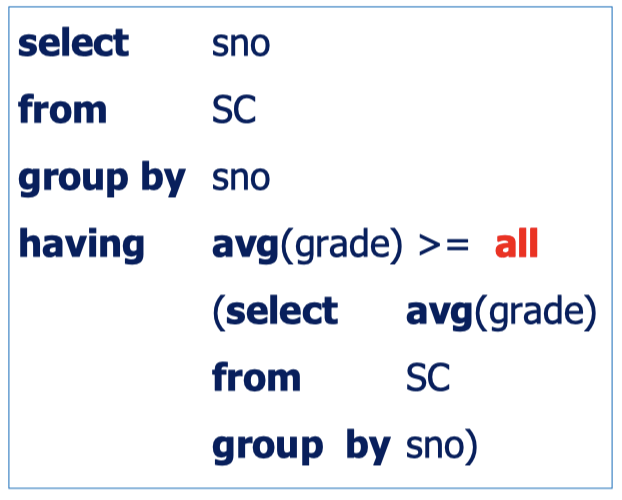 select sno
from SC
group by sno
having avg(grade) >= all
(select avg(grade)
from SC
group by sno)